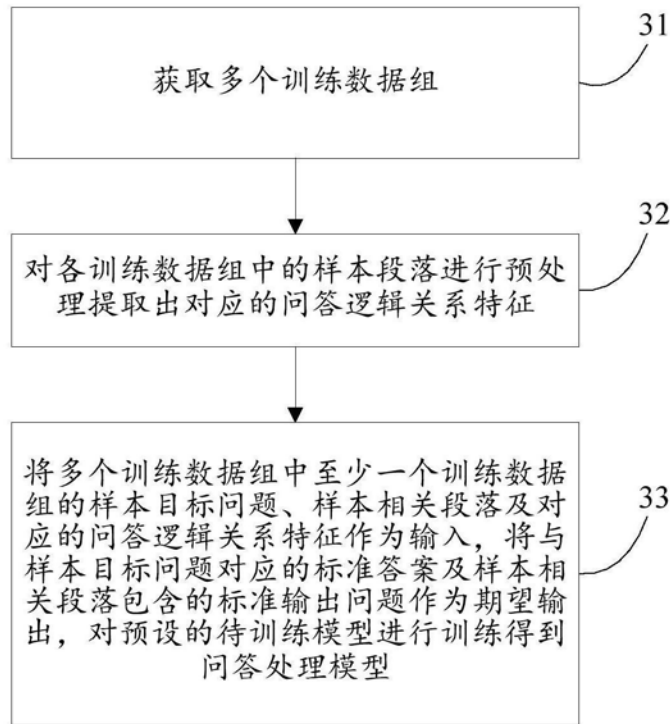 31
获取多个训练数据组
32
对各训练数据组中的样本段落进行预处
理提取出对应的问答逻辑关系特征
将多个训练数据组中至少一个训练数据
组的样本目标问题、样本相关段落及对
应的问答逻辑关系特征作为输入，将与
样本目标问题对应的标准答案及样本相
关段落包含的标准输出问题作为期望输
出，对预设的待训练模型进行训练得到
问答处理模型
33